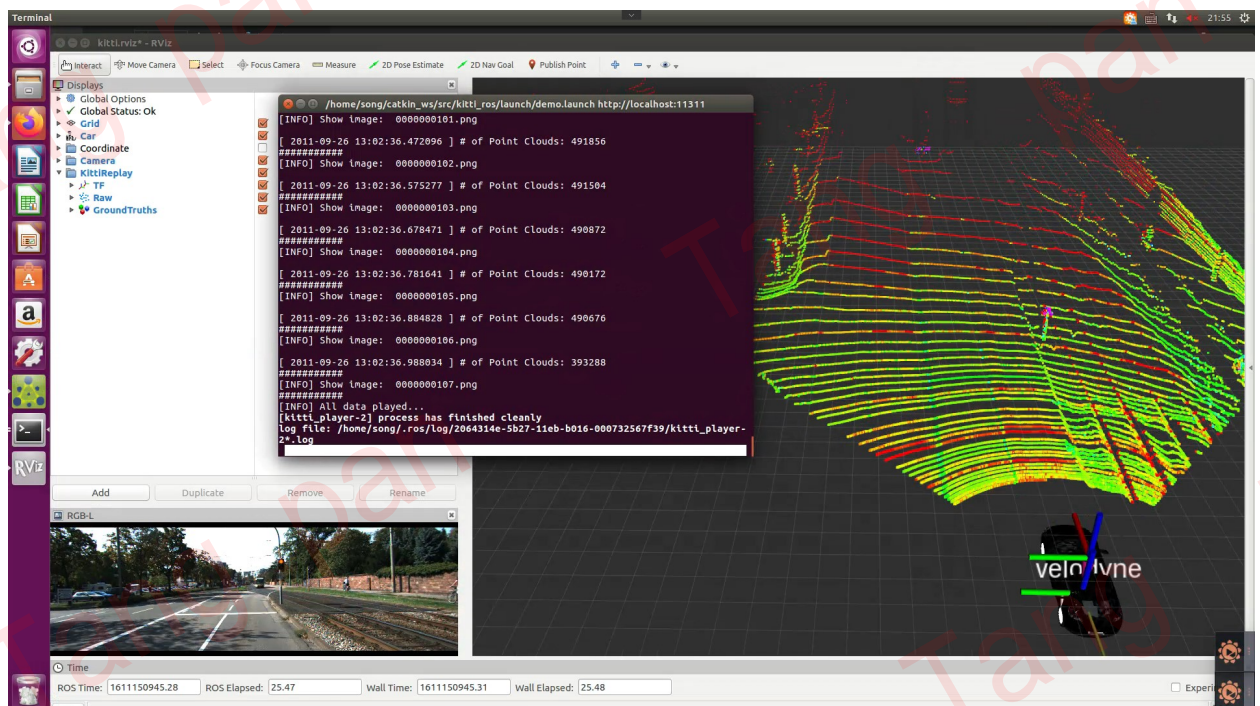 Terminal
21:55
kitti.rviz* - RViz
Interact Move Camera Select Focus Camera Measure 2D Pose Estimate 2D Nav Goal Publish Point
Displays
Global Options
Global Status: Ok
Grid
Car
Coordinate
Camera
KittiReplay
TF
Raw
GroundTruths
/home/song/catkin_ws/src/kitti_ros/launch/demo.launch http://localhost:11311
[INFO] Show image:  0000000101.png
[ 2011-09-26 13:02:36.472096 ] # of Point Clouds: 491856
###########
[INFO] Show image:  0000000102.png
[ 2011-09-26 13:02:36.575277 ] # of Point Clouds: 491504
###########
[INFO] Show image:  0000000103.png
[ 2011-09-26 13:02:36.678471 ] # of Point Clouds: 490872
###########
[INFO] Show image:  0000000104.png
[ 2011-09-26 13:02:36.781641 ] # of Point Clouds: 490172
###########
[INFO] Show image:  0000000105.png
[ 2011-09-26 13:02:36.884828 ] # of Point Clouds: 490676
###########
[INFO] Show image:  0000000106.png
[ 2011-09-26 13:02:36.988034 ] # of Point Clouds: 393288
###########
[INFO] Show image:  0000000107.png
###########
[INFO] All data played...
[kitti_player-2] process has finished cleanly
log file: /home/song/.ros/log/2064314e-5b27-11eb-b016-000732567f39/kitti_player-
2*.log
RViz
Add Duplicate Remove Rename
RGB-L
velodyne
Time
ROS Time: 1611150945.28 ROS Elapsed: 25.47 Wall Time: 1611150945.31 Wall Elapsed: 25.48